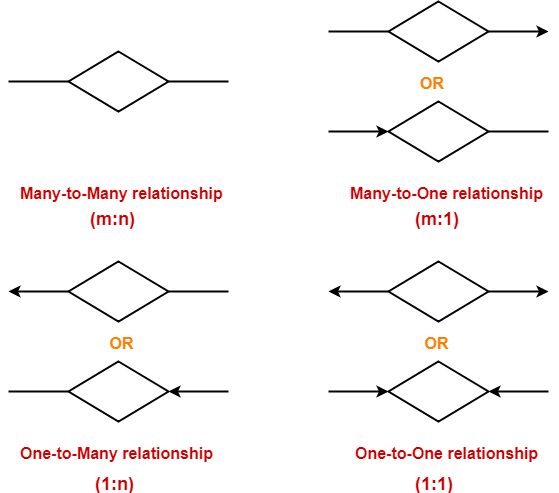 OR
Many-to-Many relationship
(m:n)
Many-to-One relationship
(m:1)
OR
One-to-Many relationship
(1:n)
OR
One-to-One relationship
(1:1)